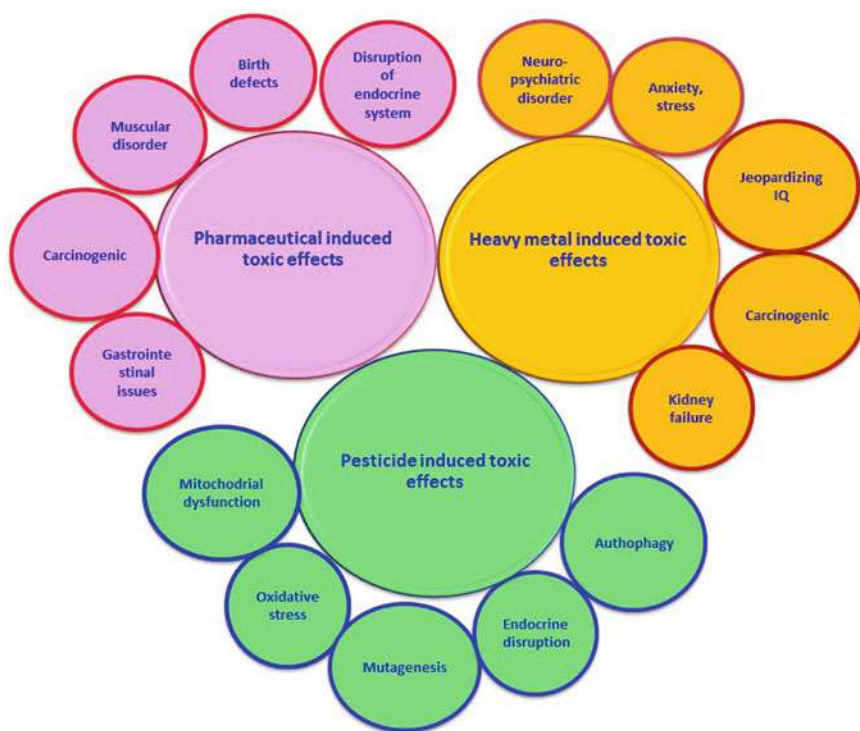 Disruption
of
endocrine
system
Birth
defects
Muscular
disorder
Carcinogenic
Gastrointe
stinal
issues
Pharmaceutical induced
toxic effects
Neuro-
psychiatric
disorder
Anxiety,
stress
Jeopardizing
IQ
Carcinogenic
Kidney
failure
Heavy metal induced toxic
effects
Pesticide induced toxic
effects
Mitochodrial
dysfunction
Oxidative
stress
Mutagenesis
Endocrine
disruption
Authophagy